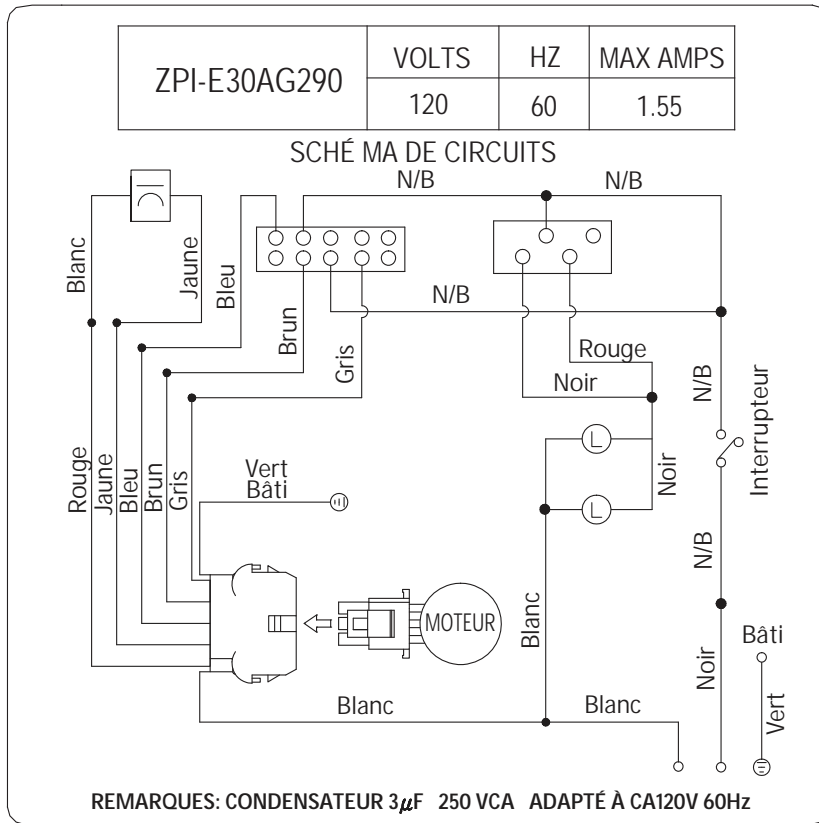 ZPI-E30AG290
VOLTS HZ MAX AMPS
120 60 1.55
SCHÉ MA DE CIRCUITS
N/B N/B
Blanc
Jaune
Bleu
Brun
N/B
Gris
Rouge
Noir
N/B
Interrupteur
Rouge
Jaune
Bleu
Brun
Gris
Vert
Bâti
L
L
Noir
N/B
MOTEUR
Blanc
Bâti
Noir
Vert
Blanc
Blanc
REMARQUES: CONDENSATEUR 3µF 250 VCA ADAPTÉ À CA120V 60Hz